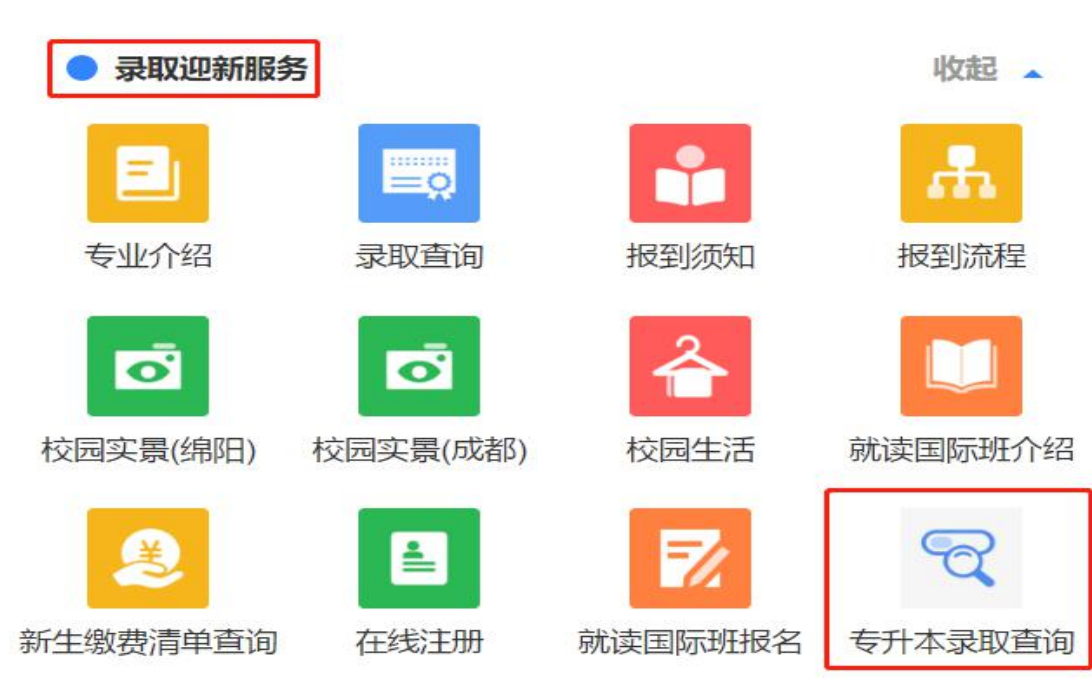 录取迎新服务 收起
专业介绍 录取查询 报到须知 报到流程
校园实景(绵阳) 校园实景(成都) 校园生活 就读国际班介绍
新生缴费清单查询 在线注册 就读国际班报名 专升本录取查询